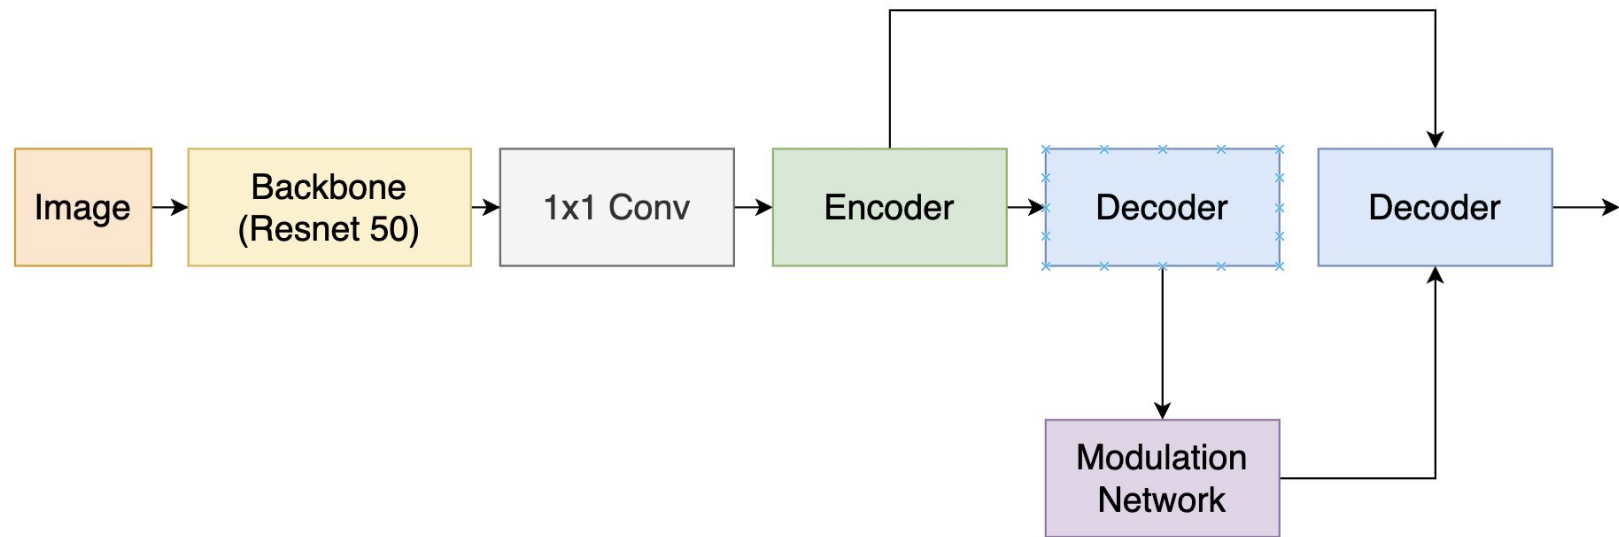 Image
Backbone
(Resnet 50)
1x1 Conv
Encoder
Decoder
Decoder
Modulation
Network